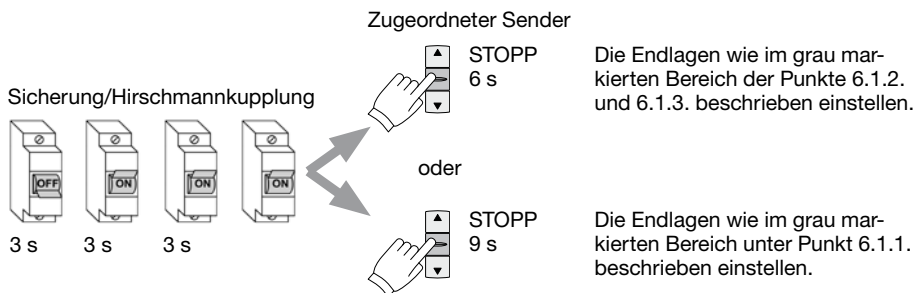 Zugeordneter Sender
STOPP
6 s
Die Endlagen wie im grau mar-
kierten Bereich der Punkte 6.1.2.
und 6.1.3. beschrieben einstellen.
Sicherung/Hirschmannkupplung
OFF
ON
ON
ON
3 s
3 s
3 s
oder
STOPP
9 s
Die Endlagen wie im grau mar-
kierten Bereich unter Punkt 6.1.1.
beschrieben einstellen.